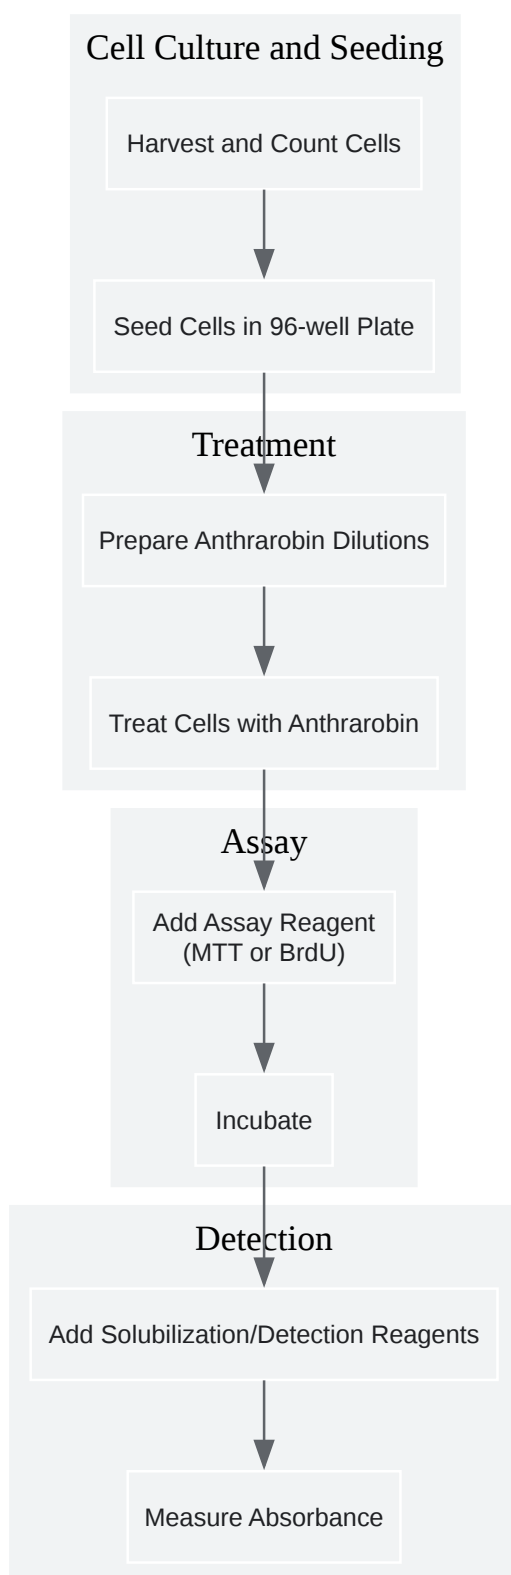 Cell Culture and Seeding
Harvest and Count Cells
Seed Cells in 96-well Plate
Treatment
Prepare Anthrarobin Dilutions
Treat Cells with Anthrarobin
Assay
Add Assay Reagent
(MTT or BrdU)
Incubate
Detection
Add Solubilization/Detection Reagents
Measure Absorbance